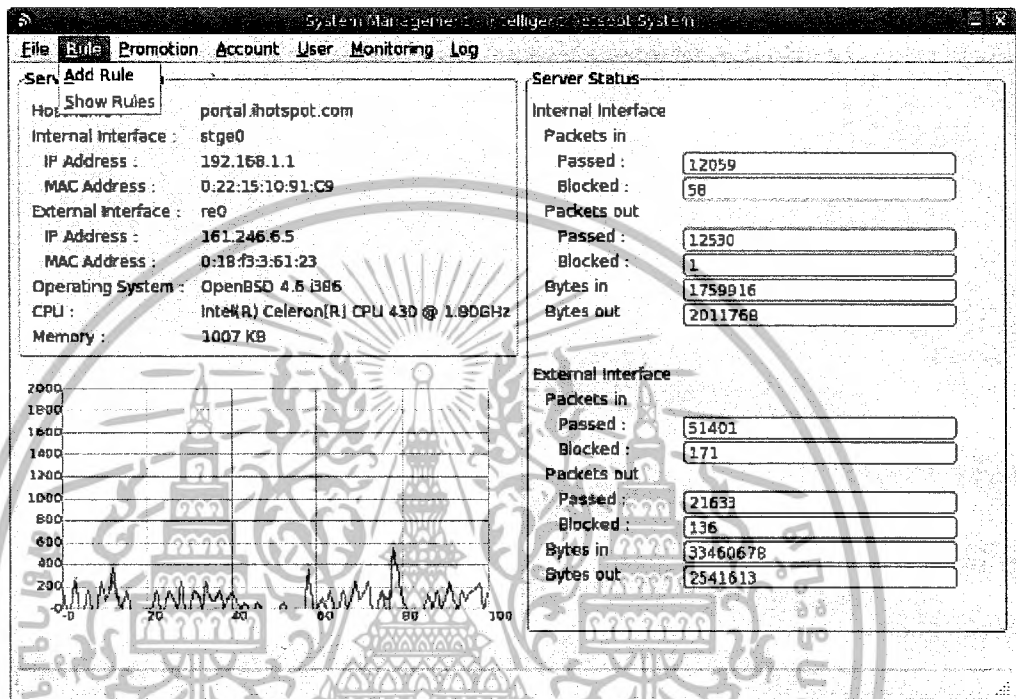 System Management - Intelligent Hotspot System
File Rule Promotion Account User Monitoring Log
Add Rule
Show Rules
portal.ihotspot.com
Internal Interface : stge0
IP Address : 192.168.1.1
MAC Address : 0:22:15:10:91:C9
External Interface : re0
IP Address : 161.246.6.5
MAC Address : 0:18:f3:3:61:23
Operating System : OpenBSD 4.6 i386
CPU : Intel(R) Celeron(R) CPU 430 @ 1.80GHz
Memory : 1007 KB
2000
1800
1600
1400
1200
1000
800
600
400
200
0
0 20 40 60 80 100
Server Status
Internal Interface
Packets in
Passed : 12059
Blocked : 58
Packets out
Passed : 12530
Blocked : 1
Bytes in 1759916
Bytes out 2011768
External Interface
Packets in
Passed : 51401
Blocked : 171
Packets out
Passed : 21633
Blocked : 136
Bytes in 33460678
Bytes out 2541613